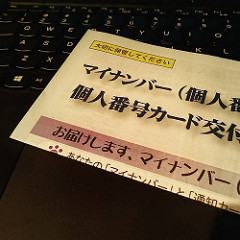 大切に保管してください
マイナンバー(個人番
個人番号カード交付
お届けします、マイナンバー(
あなたの「マイナンバー」と「通知カー